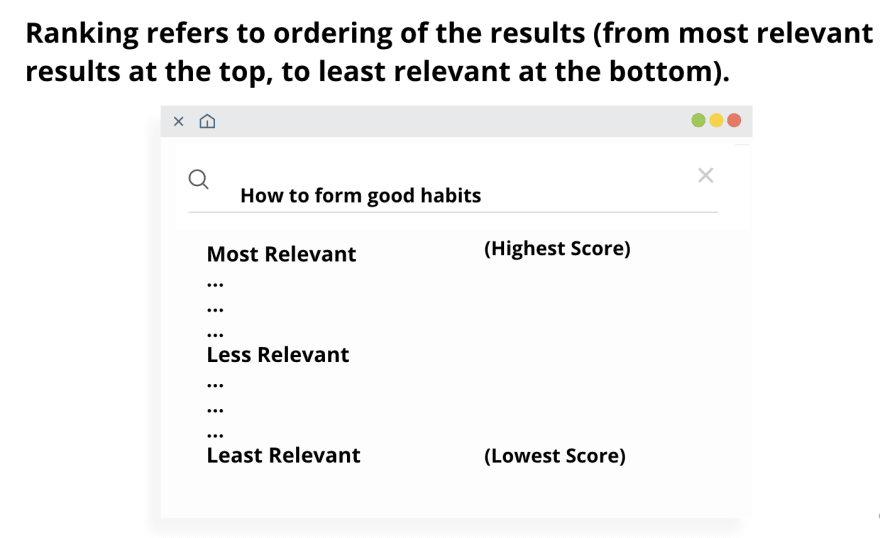 Ranking refers to ordering of the results (from most relevant
results at the top, to least relevant at the bottom).
How to form good habits
Most Relevant (Highest Score)
...
...
...
Less Relevant
...
...
...
Least Relevant (Lowest Score)